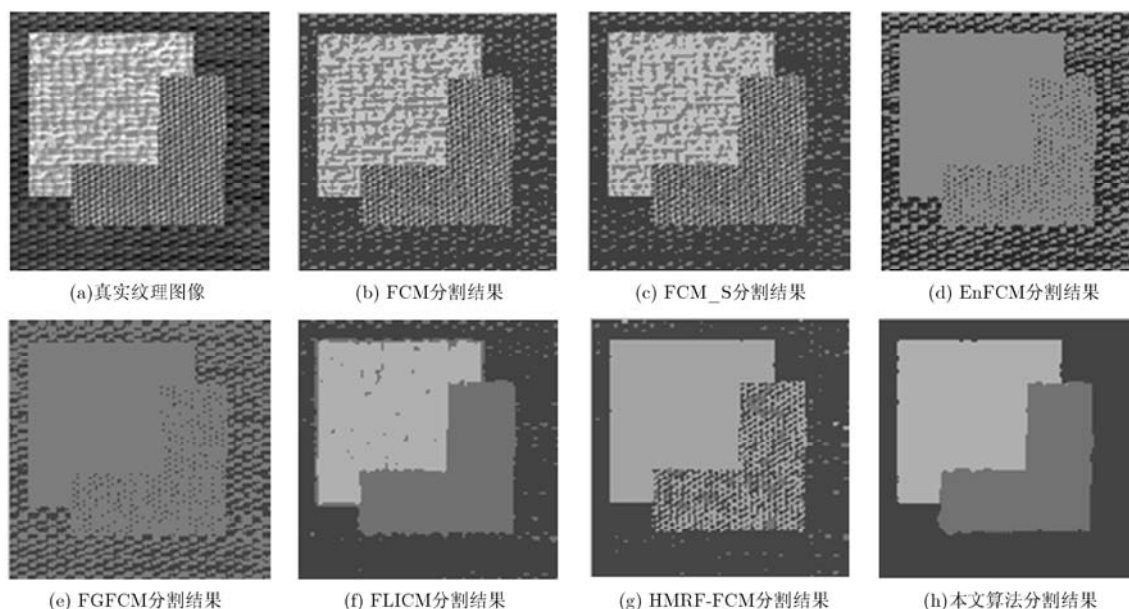 (a)真实纹理图像
(b) FCM分割结果
(c) FCM_S分割结果
(d) EnFCM分割结果
(e) FGFCM分割结果
(f) FLICM分割结果
(g) HMRF-FCM分割结果
(h)本文算法分割结果